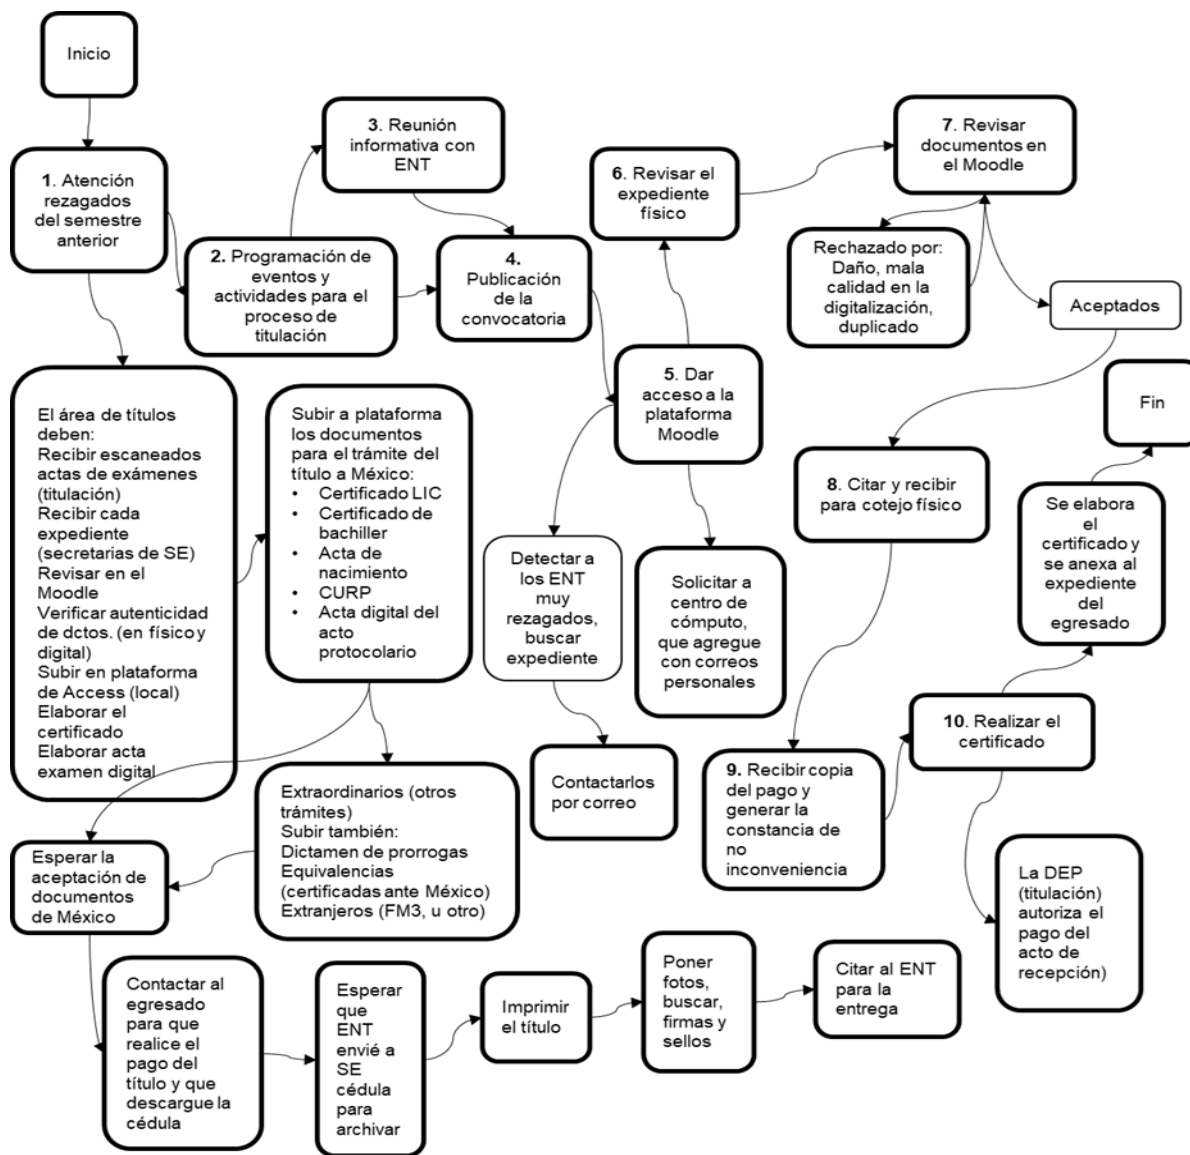 Inicio
1. Atención
rezagados
del semestre
anterior
2. Programación de
eventos y
actividades para el
proceso de
titulación
3. Reunión
informativa con
ENT
4.
Publicación
de la
convocatoria
5. Dar
acceso a la
plataforma
Moodle
6. Revisar el
expediente
físico
7. Revisar
documentos en
el Moodle
Rechazado por:
Daño, mala
calidad en la
digitalización,
duplicado
Aceptados
8. Citar y recibir
para cotejo físico
9. Recibir copia
del pago y
generar la
constancia de
no
inconveniencia
10. Realizar el
certificado
Se elabora
el
certificado y
se anexa al
expediente
del
egresado
Fin
La DEP
(titulación)
autoriza el
pago del
acto de
recepción)
Detectar a
los ENT
muy
rezagados,
buscar
expediente
Contactarlos
por correo
Solicitar a
centro de
cómputo,
que agregue
con correos
personales
El área de títulos
deben:
Recibir escaneados
actas de exámenes
(titulación)
Recibir cada
expediente
(secretarias de SE)
Revisar en el
Moodle
Verificar autenticidad
de dctos. (en físico y
digital)
Subir en plataforma
de Access (local)
Elaborar el
certificado
Elaborar acta
examen digital
Subir a plataforma
los documentos
para el trámite del
título a México:
• Certificado LIC
• Certificado de
bachiller
• Acta de
nacimiento
• CURP
• Acta digital del
acto
protocolario
Extraordinarios (otros
trámites)
Subir también:
Dictamen de prorrogas
Equivalencias
(certificadas ante México)
Extranjeros (FM3, u otro)
Esperar la
aceptación de
documentos
de México
Contactar al
egresado para
que realice el
pago del
título y que
descargue la
cédula
Esperar
que
ENT
envié a
SE
cédula
para
archivar
Imprimir
el título
Poner
fotos,
buscar,
firmas y
sellos
Citar al ENT
para la
entrega